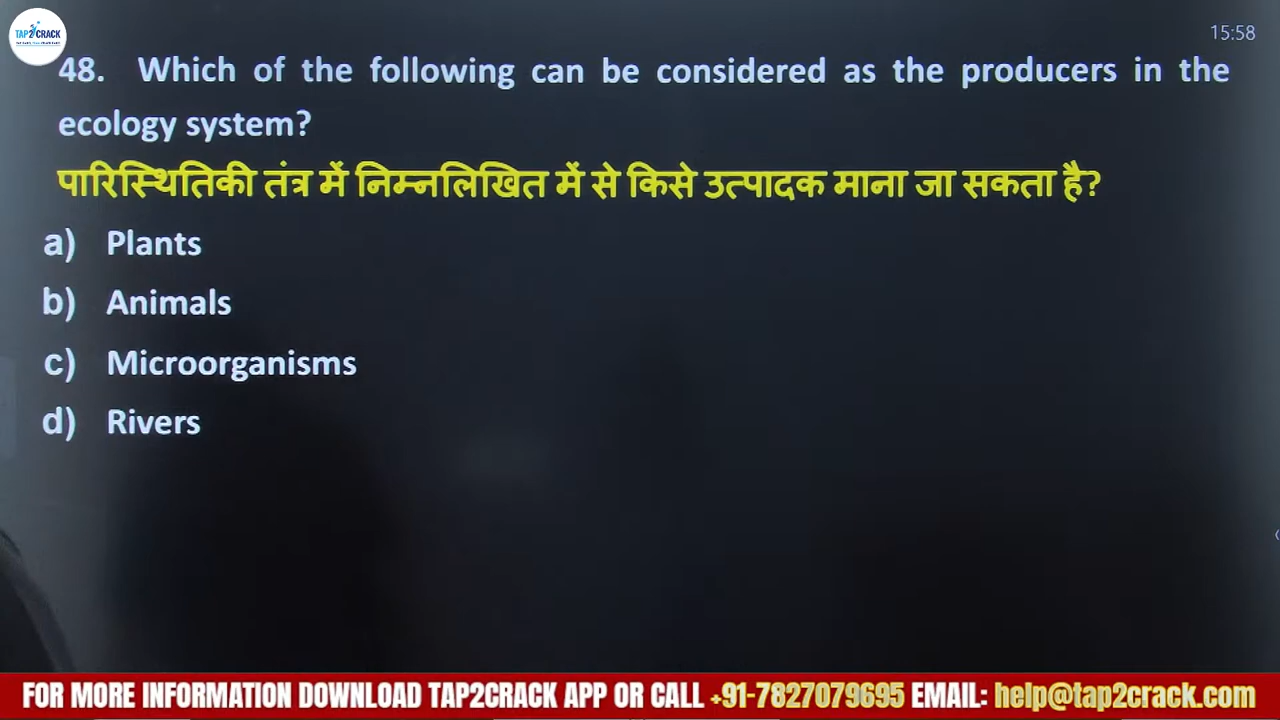 TAP2CRACK
15:58
48. Which of the following can be considered as the producers in the
ecology system?
पारिस्थितिकी तंत्र में निम्नलिखित में से किसे उत्पादक माना जा सकता है?
a) Plants
b) Animals
c) Microorganisms
d) Rivers
FOR MORE INFORMATION DOWNLOAD TAP2CRACK APP OR CALL +91-7827079695 EMAIL: help@tap2crack.com